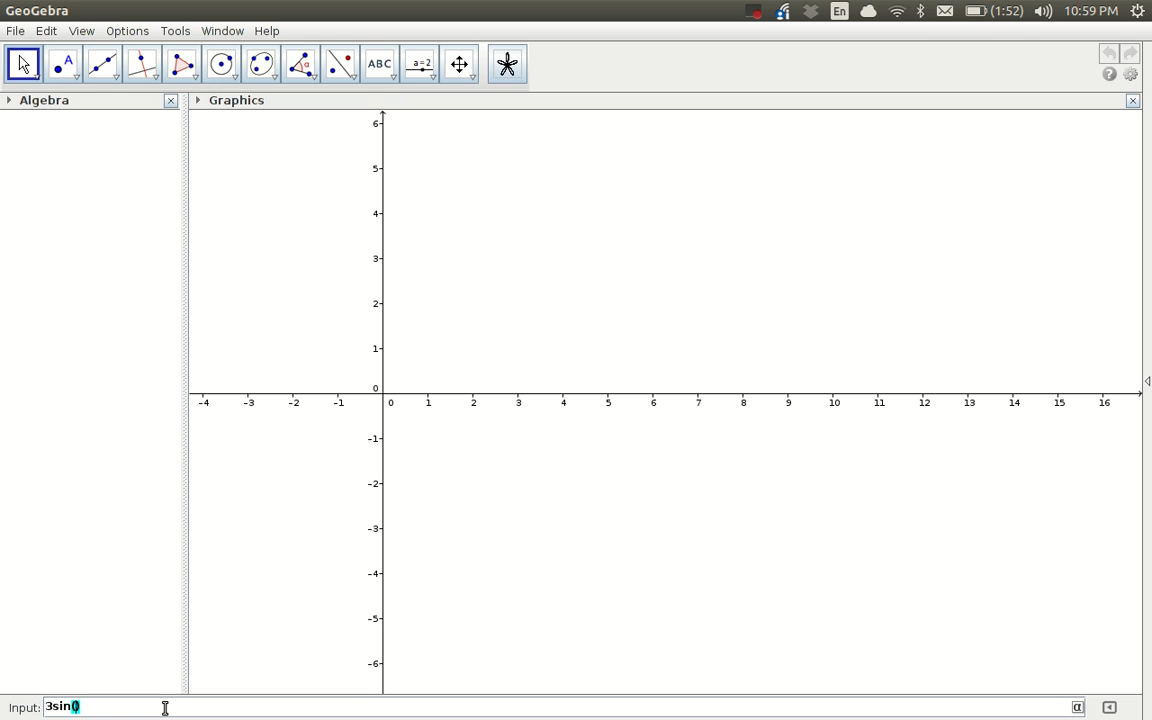 GeoGebra
En
(1:52)
10:59 PM
File Edit View Options Tools Window Help
A
α
ABC
a=2
Algebra
Graphics
6
5
4
3
2
1
0
-4 -3 -2 -1 0 1 2 3 4 5 6 7 8 9 10 11 12 13 14 15 16
-1
-2
-3
-4
-5
-6
Input: 3sin()
α